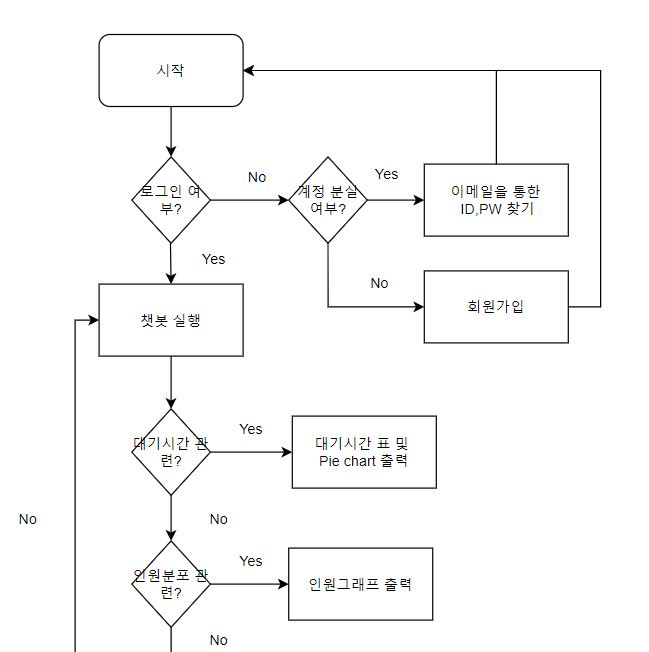 시작
로그인 여
부?
No
계정 분실
여부?
Yes
이메일을 통한
ID,PW 찾기
Yes
No
회원가입
챗봇 실행
대기시간 관
련?
Yes
대기시간 표 및
Pie chart 출력
No
No
인원분포 관
련?
Yes
인원그래프 출력
No